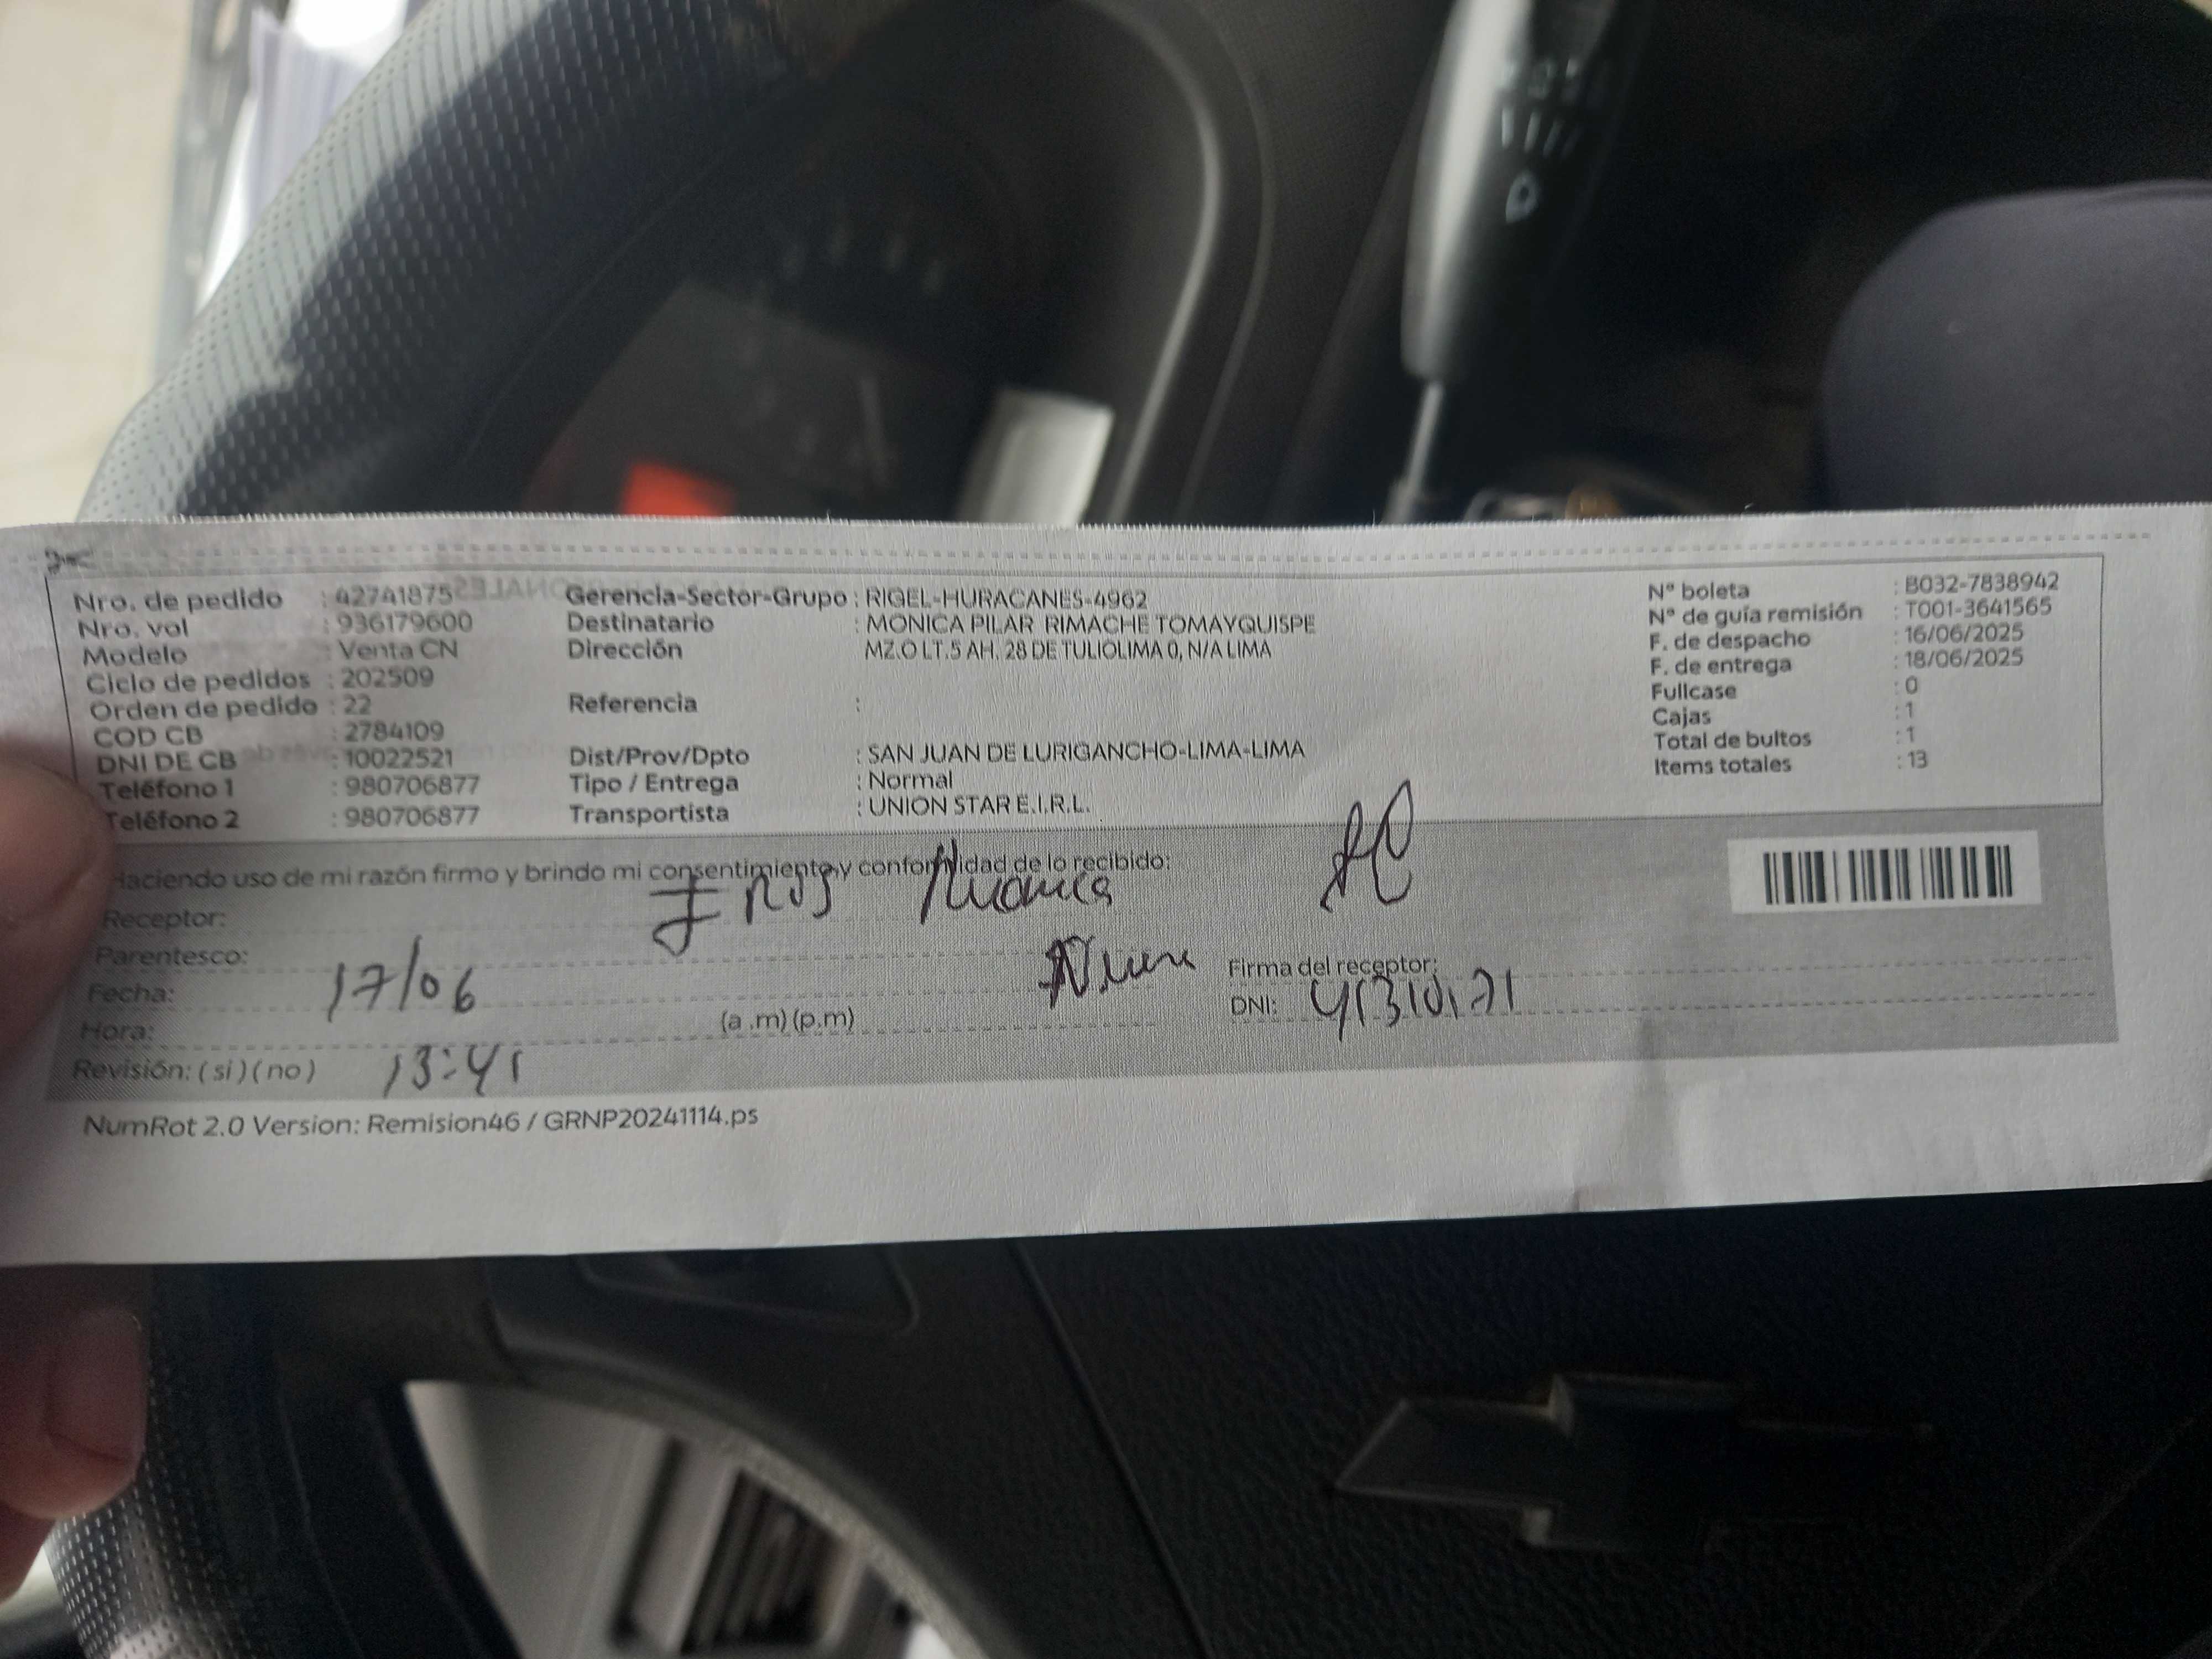 Nro. de pedido : 42741875 Gerencia-Sector-Grupo : RIGEL-HURACANES-4962 N° boleta : B032-7838942
Nro. vol : 936179600 Destinatario : MONICA PILAR RIMACHE TOMAYQUISPE N° de guía remisión : T001-3641565
Modelo : Venta CN Dirección MZ.O LT.5 AH. 28 DE TULIOLIMA 0, N/A LIMA F. de despacho : 16/06/2025
Ciclo de pedidos : 202509 F. de entrega : 18/06/2025
Orden de pedido : 22 Referencia : Fullcase : 0
COD CB : 2784109 Cajas : 1
DNI DE CB : 10022521 Dist/Prov/Dpto : SAN JUAN DE LURIGANCHO-LIMA-LIMA Total de bultos : 1
Teléfono 1 : 980706877 Tipo / Entrega : Normal Items totales : 13
Teléfono 2 : 980706877 Transportista : UNION STAR E.I.R.L.
Haciendo uso de mi razón firmo y brindo mi consentimiento y conformidad de lo recibido:
Receptor:
Parentesco: Firma del receptor:
Fecha: 17/06 DNI:
Hora: (a .m) (p.m)
Revisión: ( si ) ( no ) 13:41
NumRot 2.0 Version: Remision46 / GRNP20241114.ps